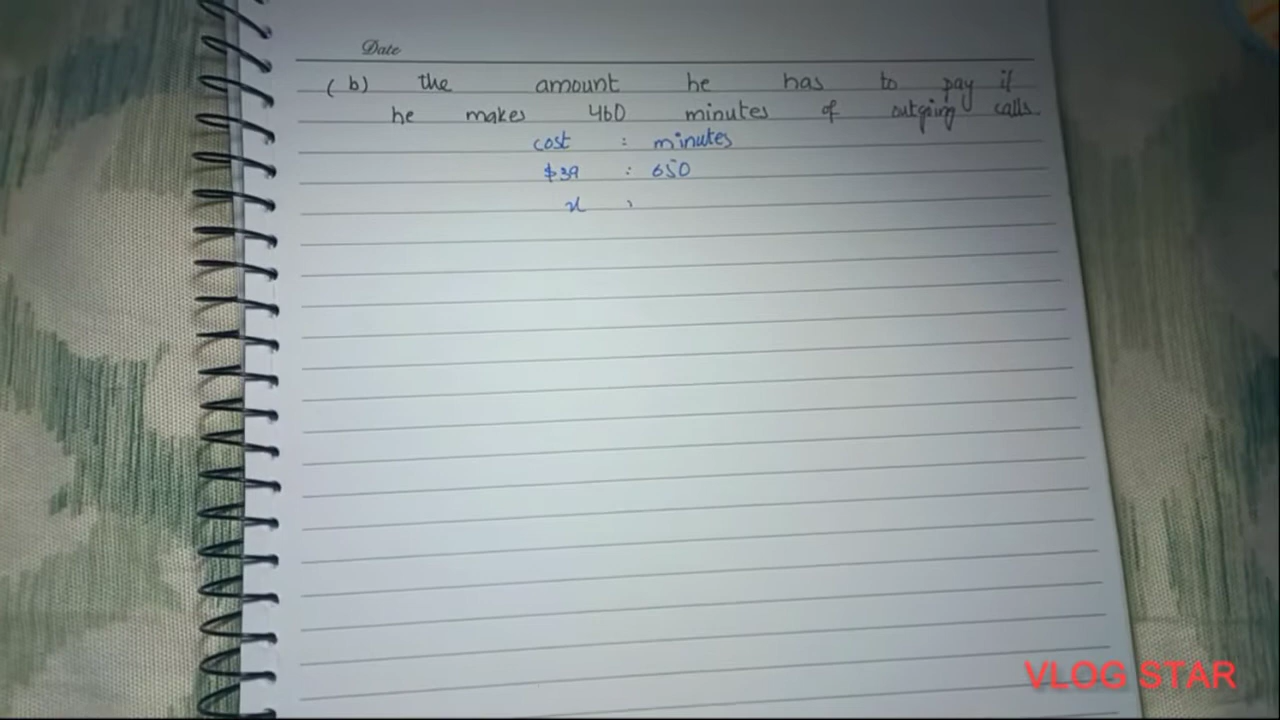 Date
(b) the amount he has to pay if
he makes 460 minutes of outgoing calls.
cost : minutes
$39 : 650
x :
VLOG STAR